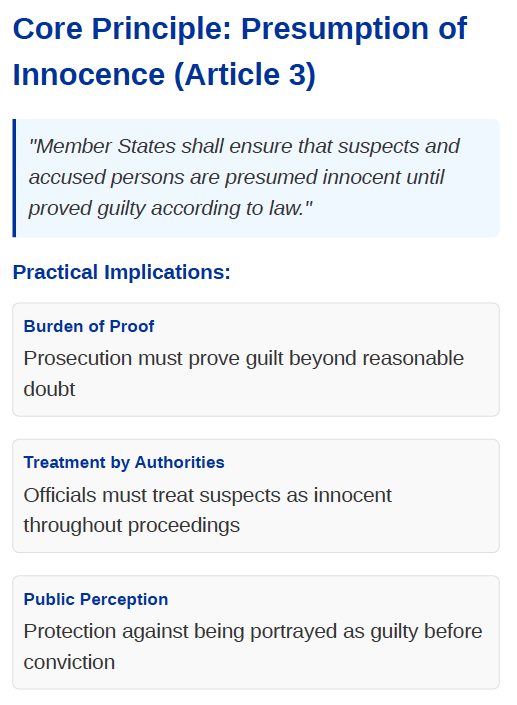 Core Principle: Presumption of
Innocence (Article 3)
"Member States shall ensure that suspects and
accused persons are presumed innocent until
proved guilty according to law."
Practical Implications:
Burden of Proof
Prosecution must prove guilt beyond reasonable
doubt
Treatment by Authorities
Officials must treat suspects as innocent
throughout proceedings
Public Perception
Protection against being portrayed as guilty before
conviction